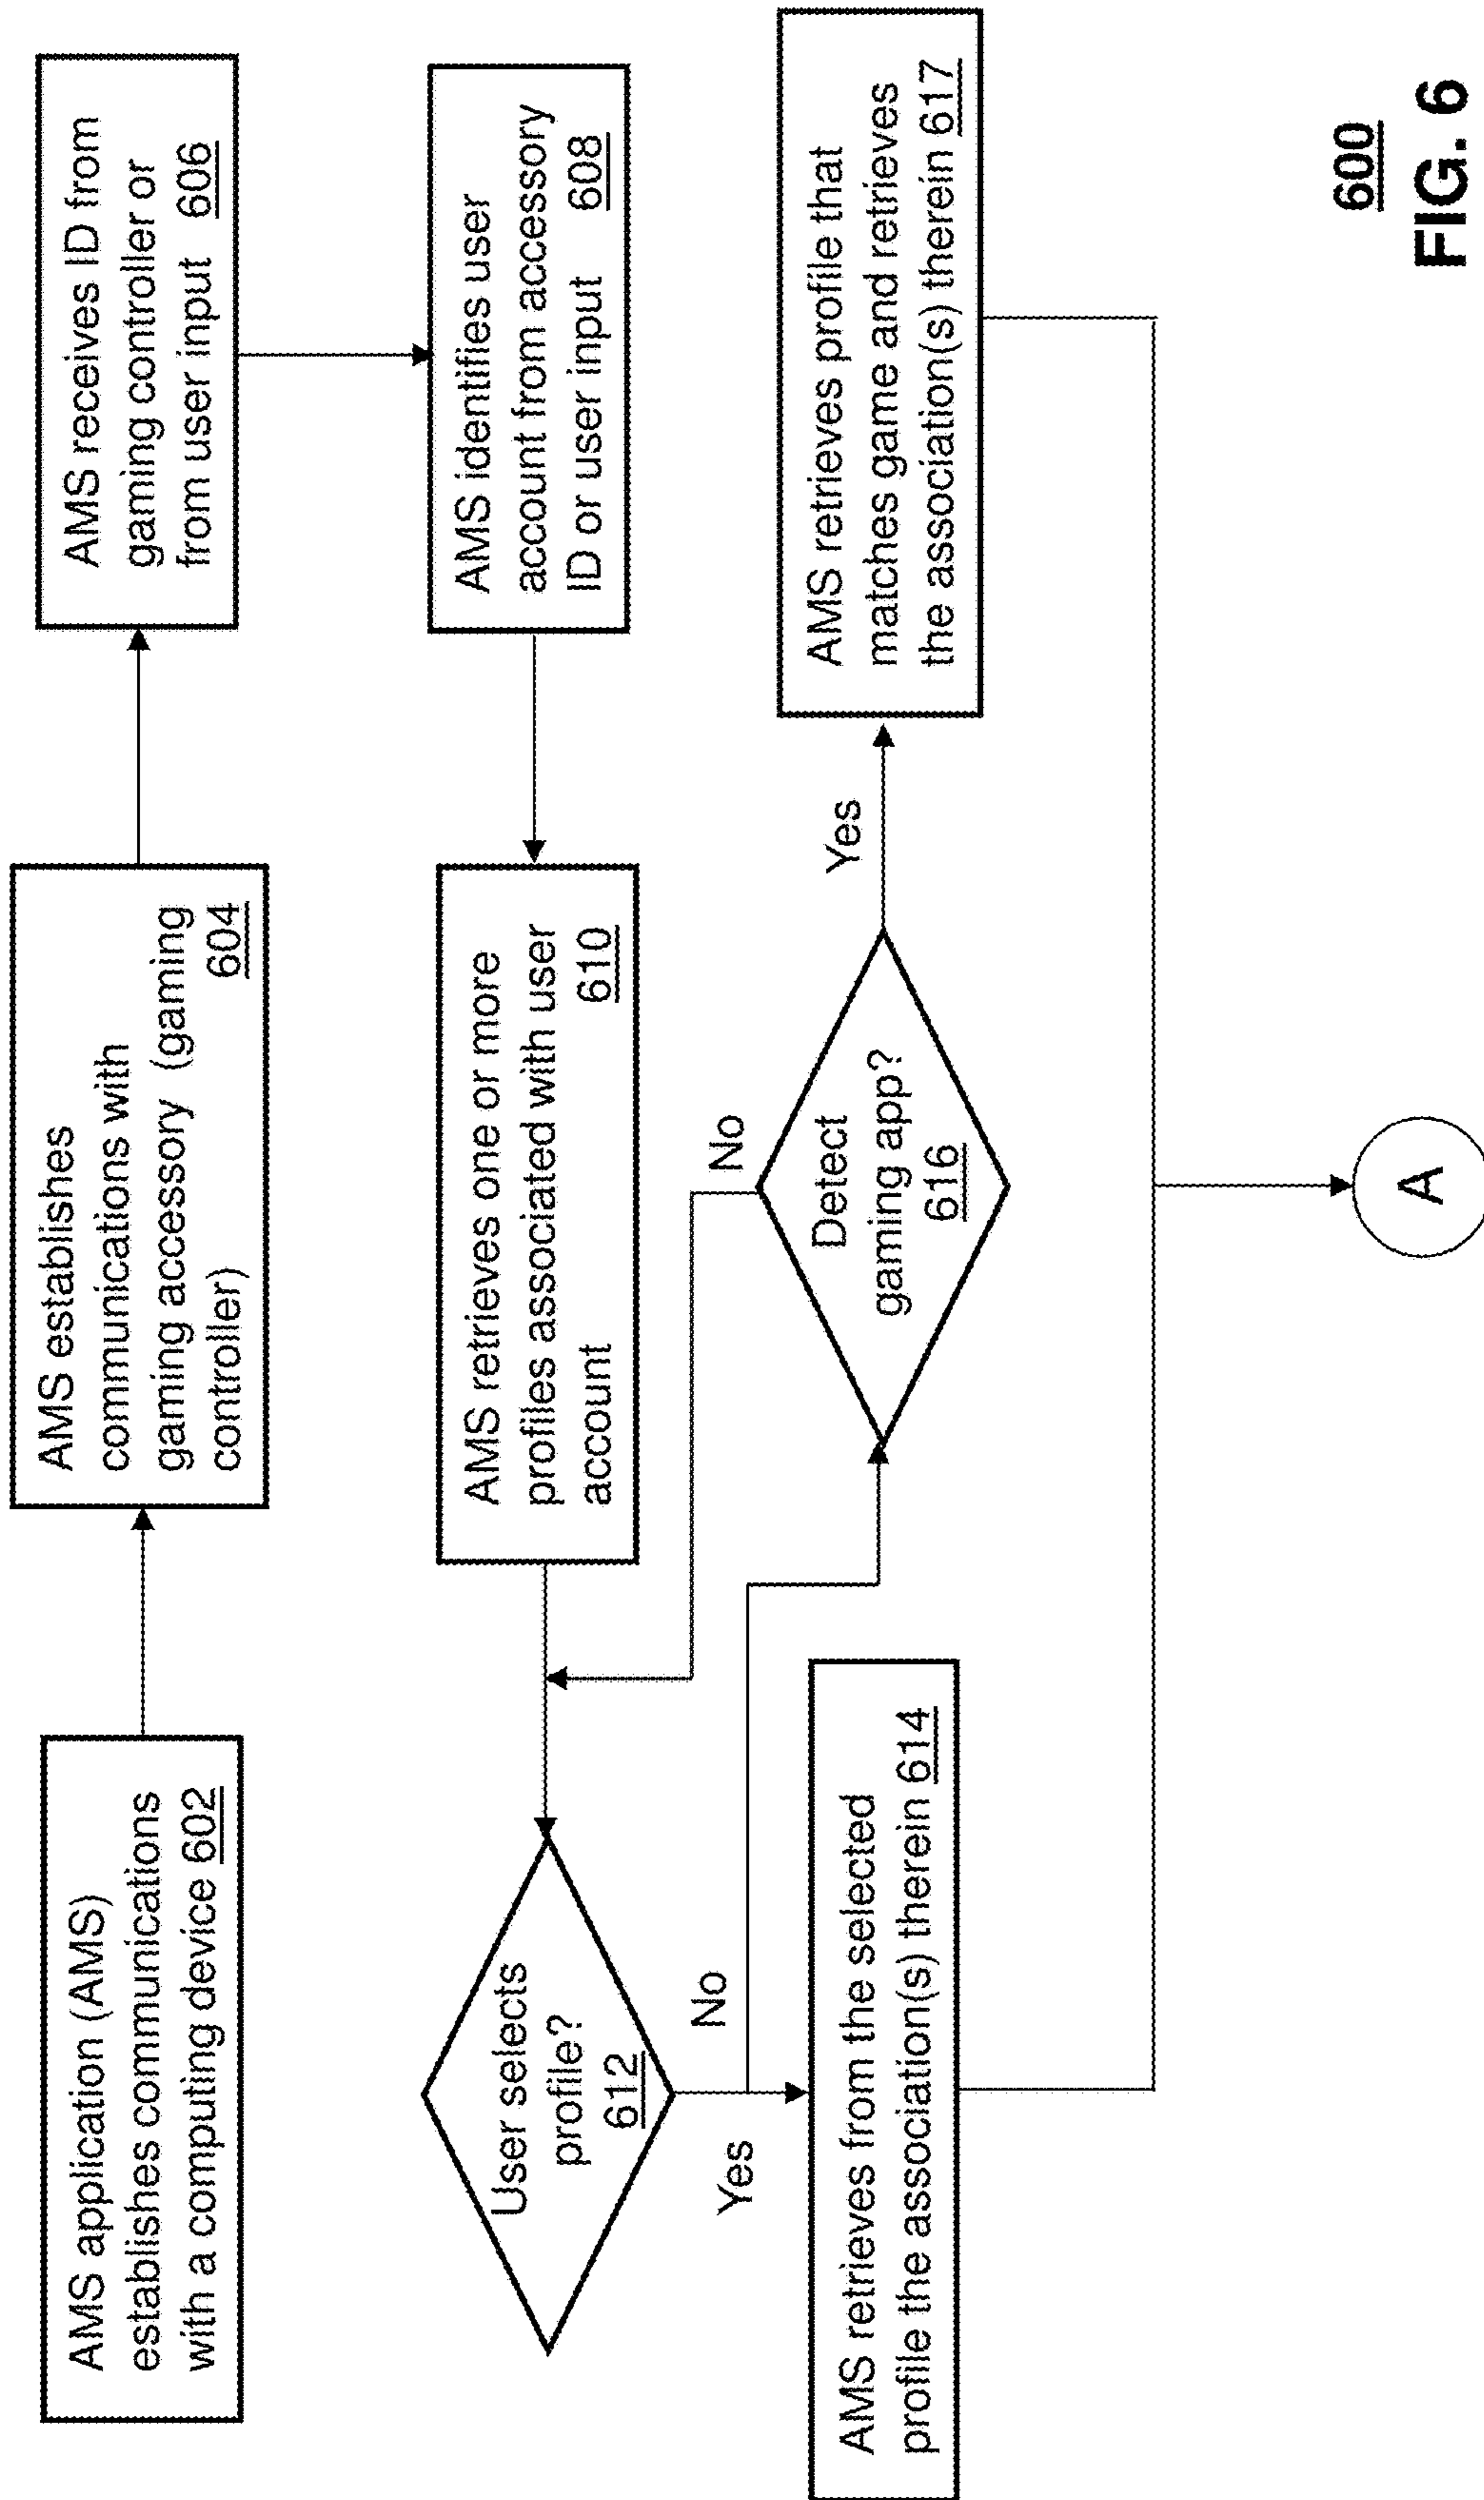 AMS application (AMS)
establishes communications
with a computing device 602
AMS establishes
communications with
gaming accessory (gaming
controller) 604
AMS receives ID from
gaming controller or
from user input 606
AMS identifies user
account from accessory
ID or user input 608
AMS retrieves one or more
profiles associated with user
account 610
User selects
profile?
612
Yes
No
AMS retrieves from the selected
profile the association(s) therein 614
Detect
gaming app?
616
No
Yes
AMS retrieves profile that
matches game and retrieves
the association(s) therein 617
A
600
FIG. 6